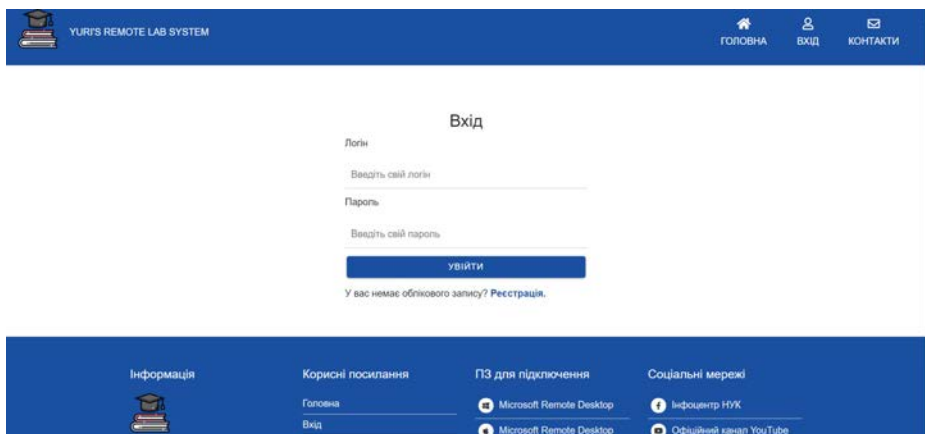 YURI'S REMOTE LAB SYSTEM
ГОЛОВНА ВХІД КОНТАКТИ
Вхід
Логін
Введіть свій логін
Пароль
Введіть свій пароль
УВІЙТИ
У вас немає облікового запису? Реєстрація.
Інформація Корисні посилання ПЗ для підключення Соціальні мережі
Головна Microsoft Remote Desktop Інфоцентр НУК
Вхід Microsoft Remote Desktop Офіційний канал YouTube